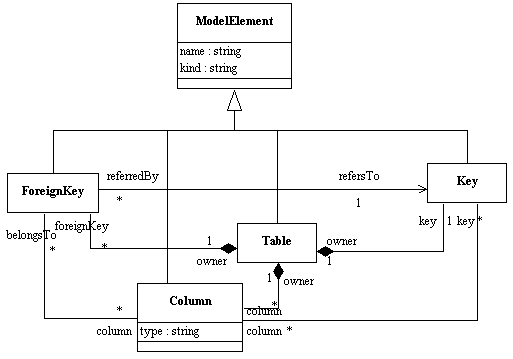 ModelElement
name : string
kind : string
referredBy
refersTo
ForeignKey
Key
*
1
foreignKey
key
1
key
*
belongsTo
*
*
1
owner
Table
owner
1
1
owner
Column
*
column
*
column
type : string
column
*